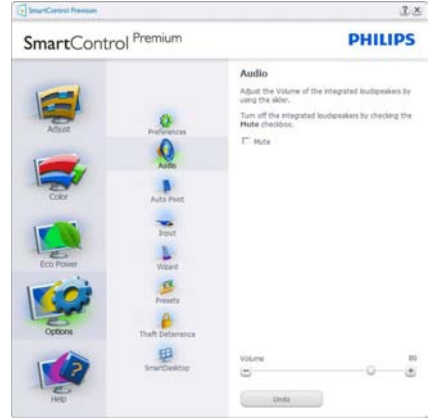 SmartControl Premium
SmartControl Premium
PHILIPS
Adjust
Color
Eco Power
Options
Help
Preferences
Audio
Auto Pivot
Input
Wizard
Presets
Theft Deterrence
SmartDesktop
Audio
Adjust the Volume of the integrated loudspeakers by
using the slider.
Turn off the integrated loudspeakers by checking the
Mute checkbox.
Mute
Volume
80
Undo